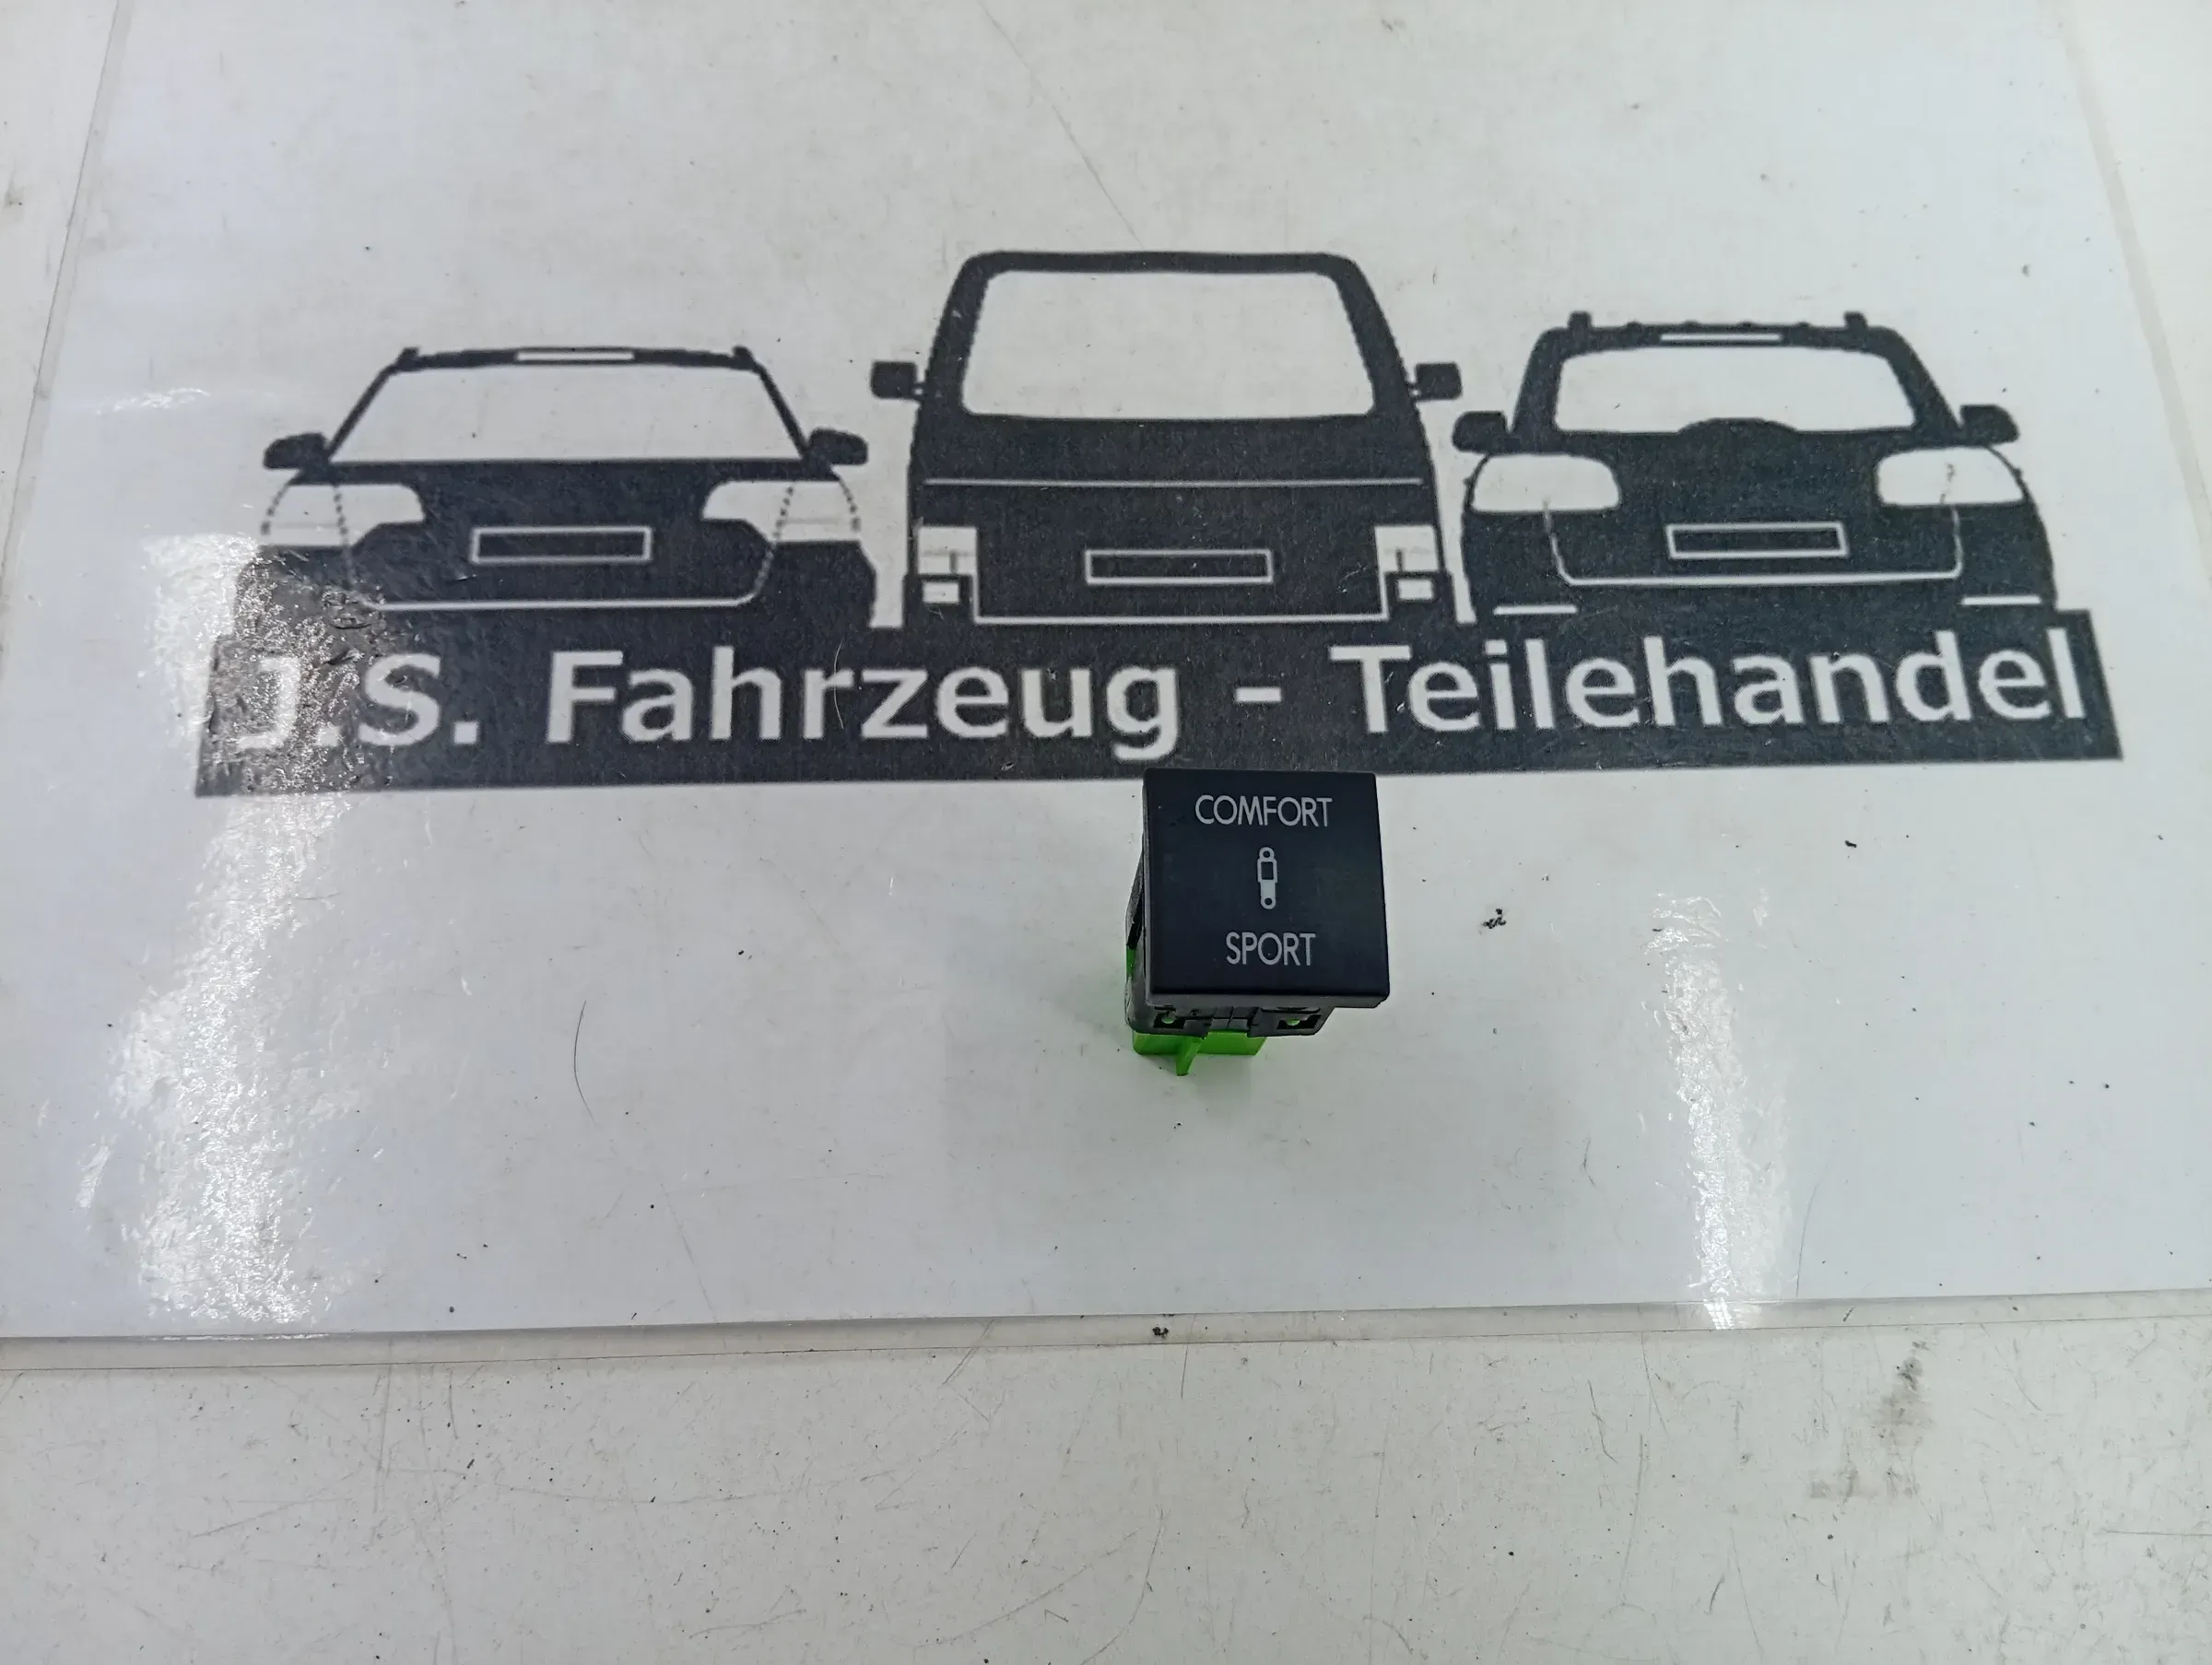 J.S. Fahrzeug - Teilehandel
COMFORT
SPORT